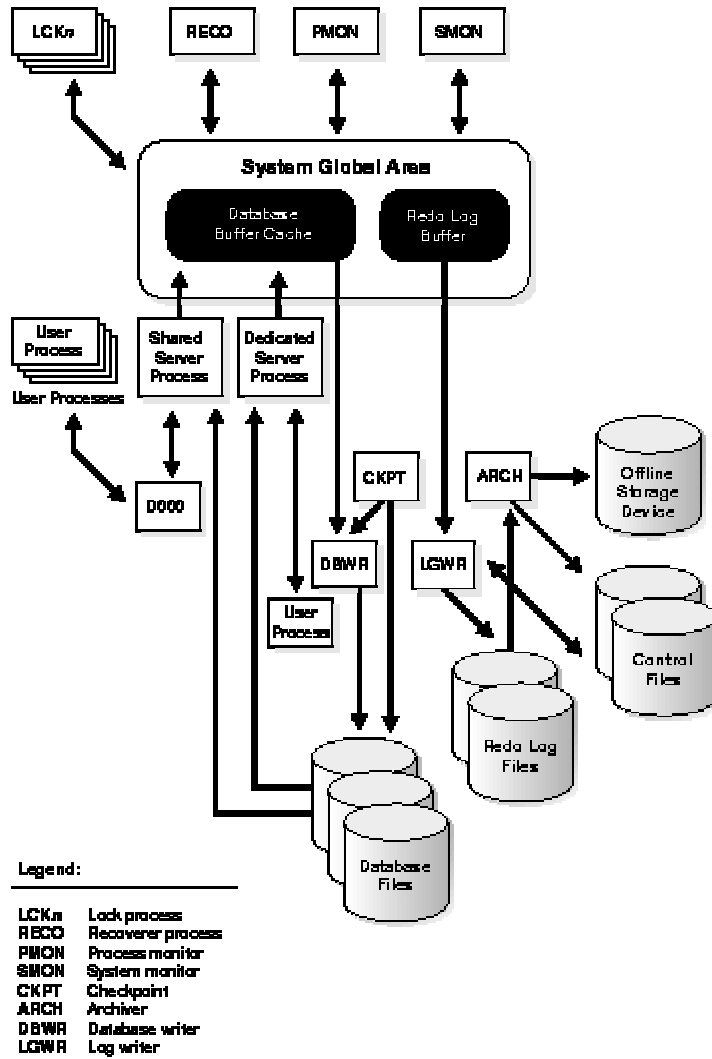 LCKn
RECO
PMON
SMON
System Global Area
Database
Buffer Cache
Redo Log
Buffer
User
Process
User Processes
Shared
Server
Process
Dedicated
Server
Process
D000
CKPT
ARCH
Offline
Storage
Device
DBWR
LGWR
User
Process
Control
Files
Redo Log
Files
Database
Files
Legend:
LCKn Lock process
RECO Recoverer process
PMON Process monitor
SMON System monitor
CKPT Checkpoint
ARCH Archiver
DBWR Database writer
LGWR Log writer